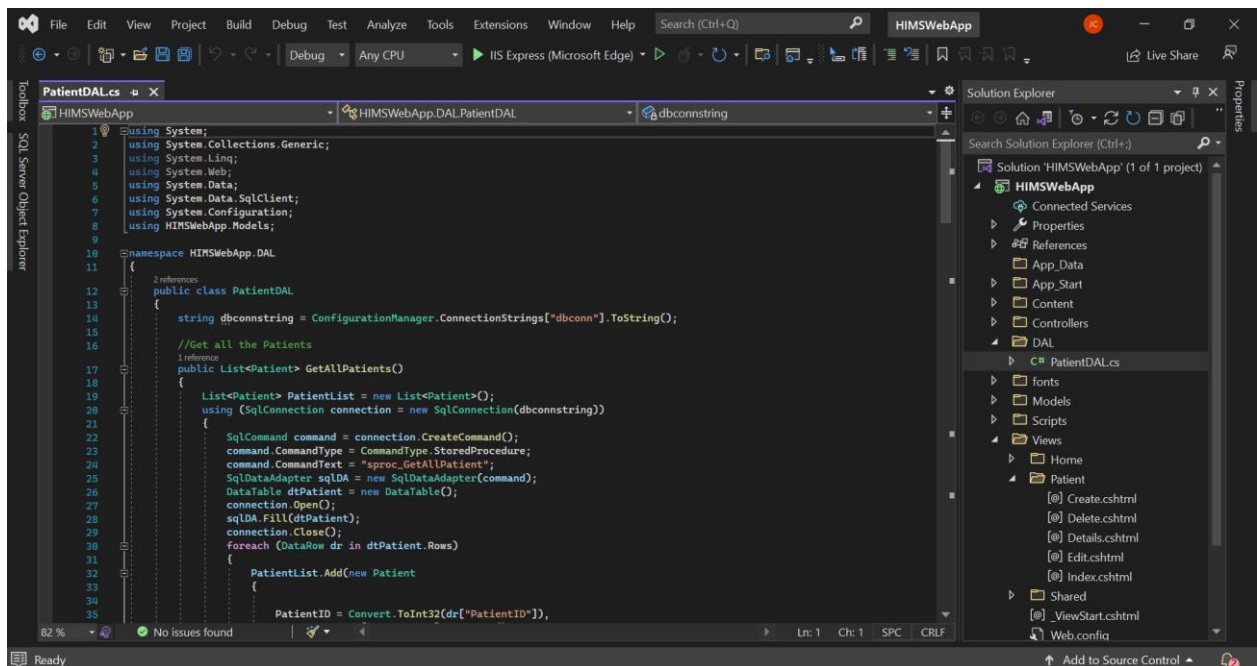 File Edit View Project Build Debug Test Analyze Tools Extensions Window Help Search (Ctrl+Q) HIMSWebApp JC
Debug Any CPU IIS Express (Microsoft Edge) Live Share
Toolbox
SQL Server Object Explorer
PatientDAL.cs
HIMSWebApp HIMSWebApp.DAL.PatientDAL dbconnstring
1 using System;
2 using System.Collections.Generic;
3 using System.Linq;
4 using System.Web;
5 using System.Data;
6 using System.Data.SqlClient;
7 using System.Configuration;
8 using HIMSWebApp.Models;
9
10 namespace HIMSWebApp.DAL
11 {
2 references
12 public class PatientDAL
13 {
14 string dbconnstring = ConfigurationManager.ConnectionStrings["dbconn"].ToString();
15
16 //Get all the Patients
1 reference
17 public List<Patient> GetAllPatients()
18 {
19 List<Patient> PatientList = new List<Patient>();
20 using (SqlConnection connection = new SqlConnection(dbconnstring))
21 {
22 SqlCommand command = connection.CreateCommand();
23 command.CommandType = CommandType.StoredProcedure;
24 command.CommandText = "sproc_GetAllPatient";
25 SqlDataAdapter sqlDA = new SqlDataAdapter(command);
26 DataTable dtPatient = new DataTable();
27 connection.Open();
28 sqlDA.Fill(dtPatient);
29 connection.Close();
30 foreach (DataRow dr in dtPatient.Rows)
31 {
32 PatientList.Add(new Patient
33 {
34
35 PatientID = Convert.ToInt32(dr["PatientID"]),
82 % No issues found Ln: 1 Ch: 1 SPC CRLF
Solution Explorer
Search Solution Explorer (Ctrl+;)
Solution 'HIMSWebApp' (1 of 1 project)
HIMSWebApp
Connected Services
Properties
References
App_Data
App_Start
Content
Controllers
DAL
C# PatientDAL.cs
fonts
Models
Scripts
Views
Home
Patient
[@] Create.cshtml
[@] Delete.cshtml
[@] Details.cshtml
[@] Edit.cshtml
[@] Index.cshtml
Shared
[@] _ViewStart.cshtml
Web.config
Properties
Ready Add to Source Control 2